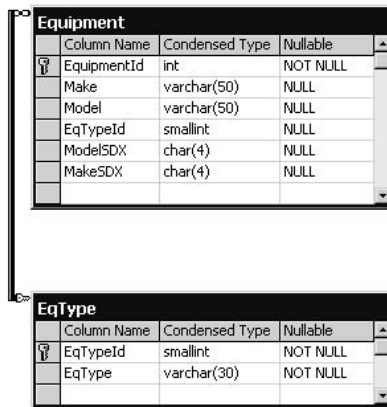 Equipment
Column Name Condensed Type Nullable
EquipmentId int NOT NULL
Make varchar(50) NULL
Model varchar(50) NULL
EqTypeId smallint NULL
ModelSDX char(4) NULL
MakeSDX char(4) NULL
EqType
Column Name Condensed Type Nullable
EqTypeId smallint NOT NULL
EqType varchar(30) NOT NULL